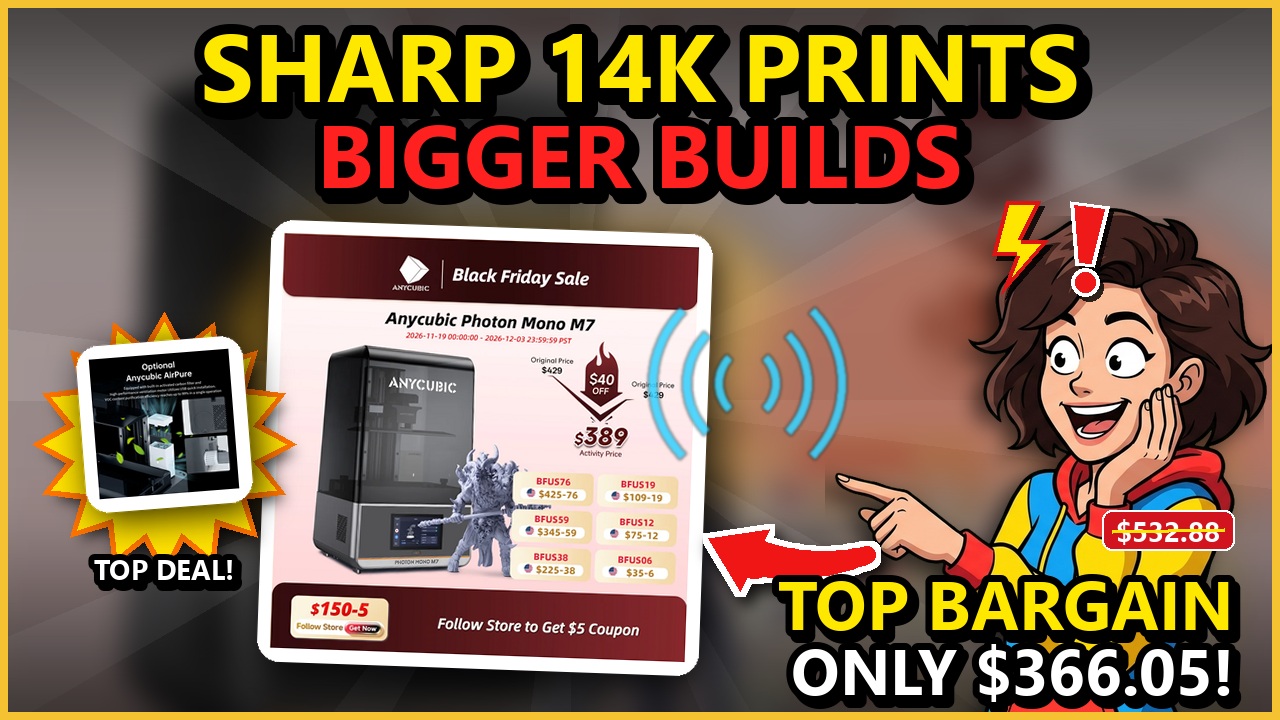 SHARP 14K PRINTS
BIGGER BUILDS
ANYCUBIC
Black Friday Sale
Anycubic Photon Mono M7
2026-11-19 00:00:00 - 2026-12-03 23:59:59 PST
Original Price
$429
$40
OFF
Original Price
$429
$389
Activity Price
ANYCUBIC
PHOTON MONO M7
BFUS76
$425-76
BFUS19
$109-19
BFUS59
$345-59
BFUS12
$75-12
BFUS38
$225-38
BFUS06
$35-6
$150-5
Follow Store Get Now
Follow Store to Get $5 Coupon
Optional
Anycubic AirPure
TOP DEAL!
!
$532.88
TOP BARGAIN
ONLY $366.05!